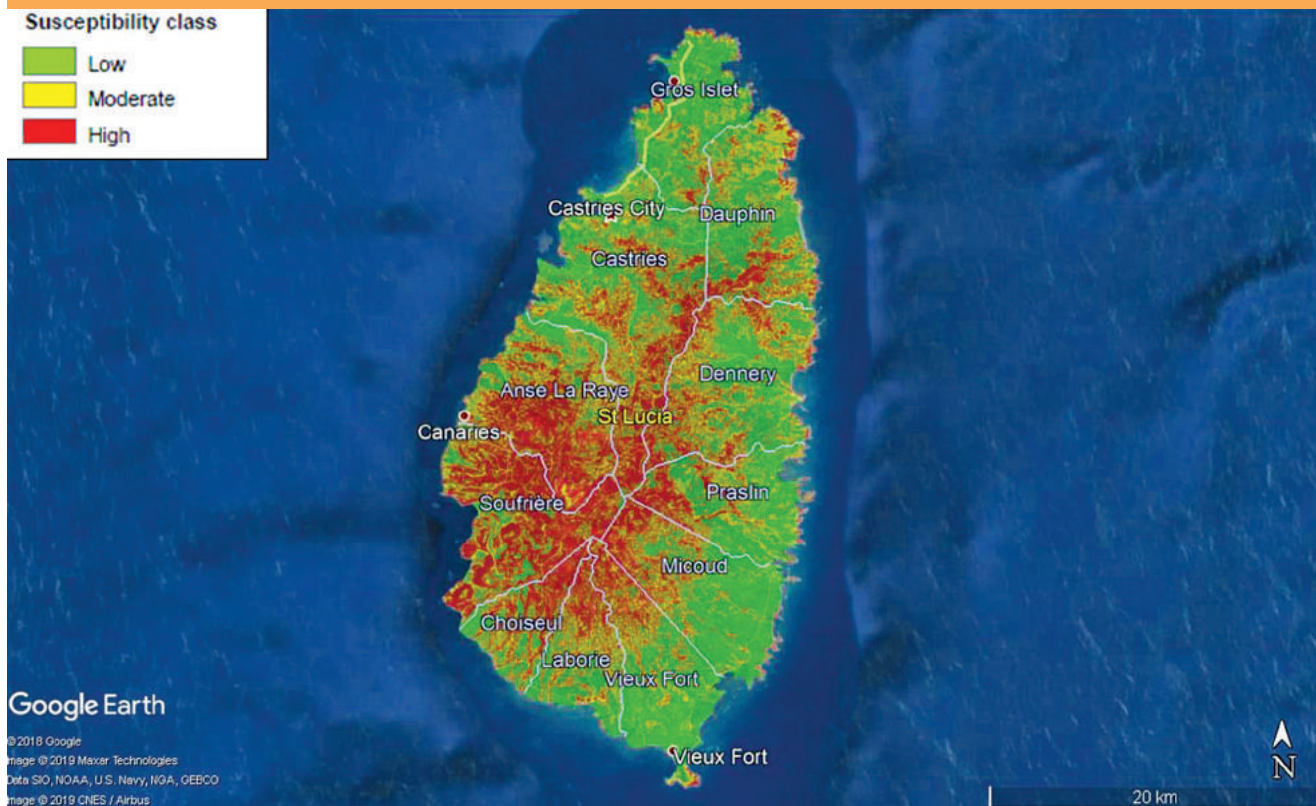 Susceptibility class
Low
Moderate
High
Gros Islet
Castries City
Dauphin
Castries
Dennery
Anse La Raye
St Lucia
Canaries
Soufrière
Praslin
Micoud
Choiseul
Laborie
Vieux Fort
Vieux Fort
Google Earth
© 2018 Google
Image © 2019 Maxar Technologies
Data SIO, NOAA, U.S. Navy, NGA, GEBCO
Image © 2019 CNES / Airbus
N
20 km